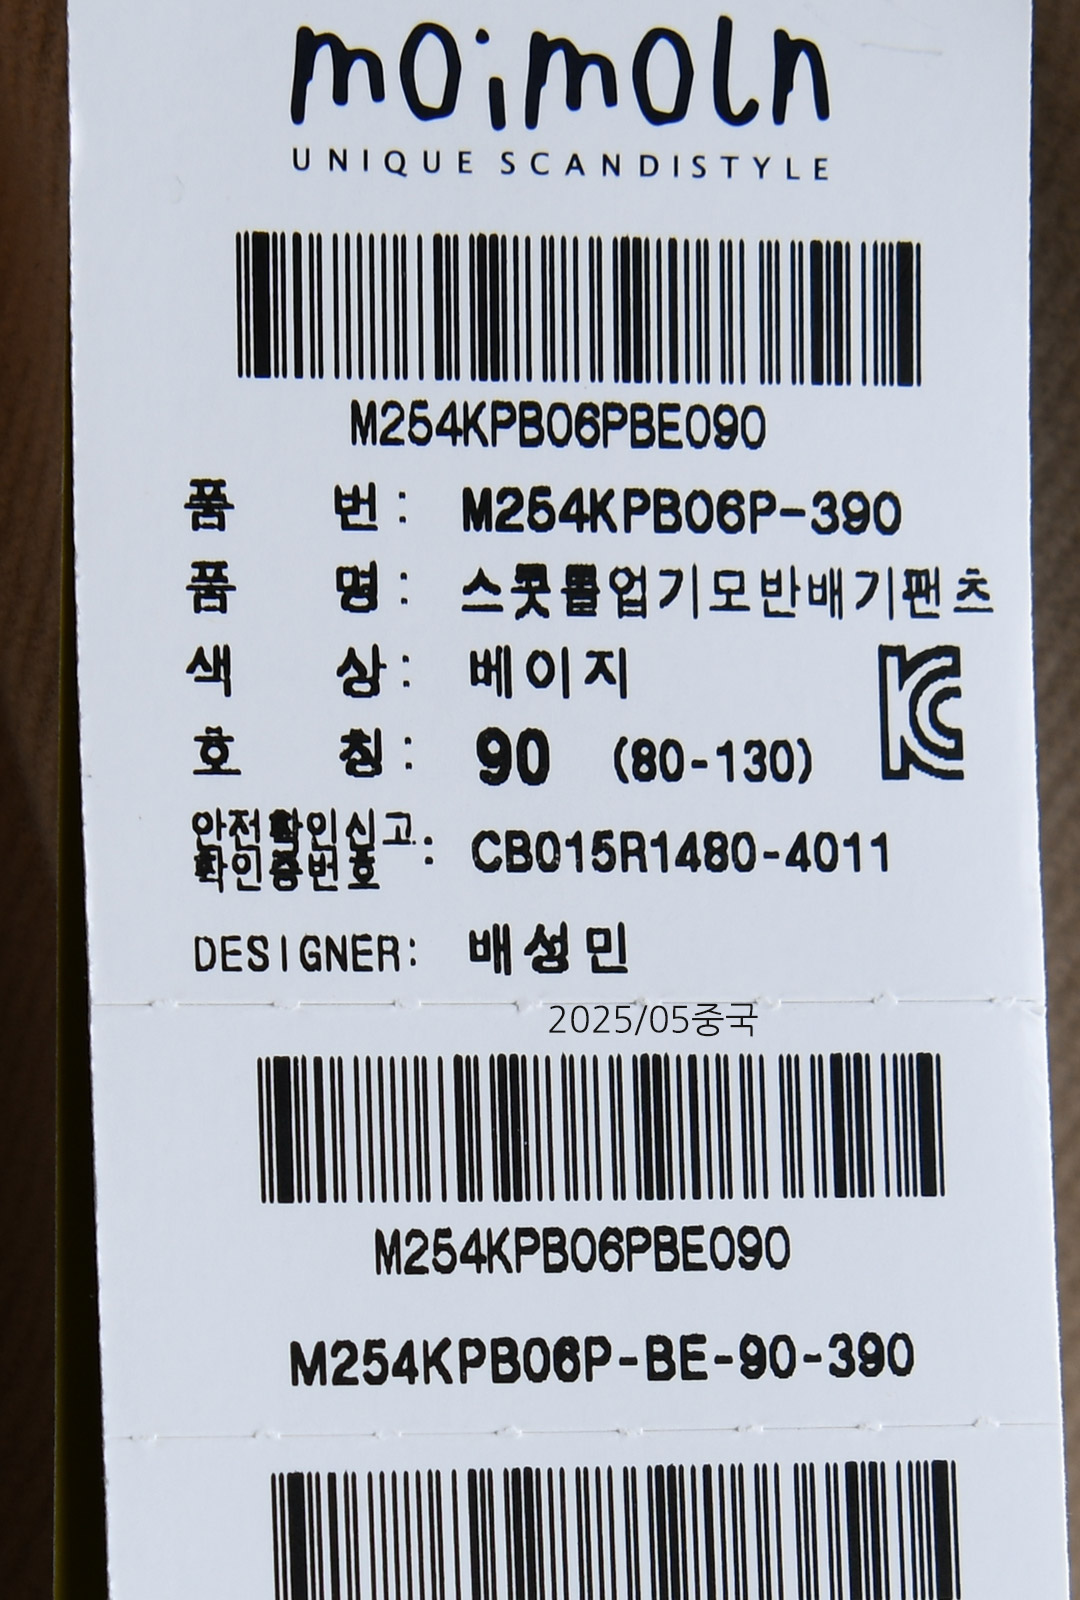 moimoln
UNIQUE SCANDISTYLE
M254KPB06PBE090
품 번 : M254KPB06P-390
품 명 : 스콧롤업기모반배기팬츠
색 상 : 베이지
호 칭 : 90 (80-130)
안전확인신고
확인증번호 : CB015R1480-4011
DESIGNER: 배성민
2025/05중국
M254KPB06PBE090
M254KPB06P-BE-90-390